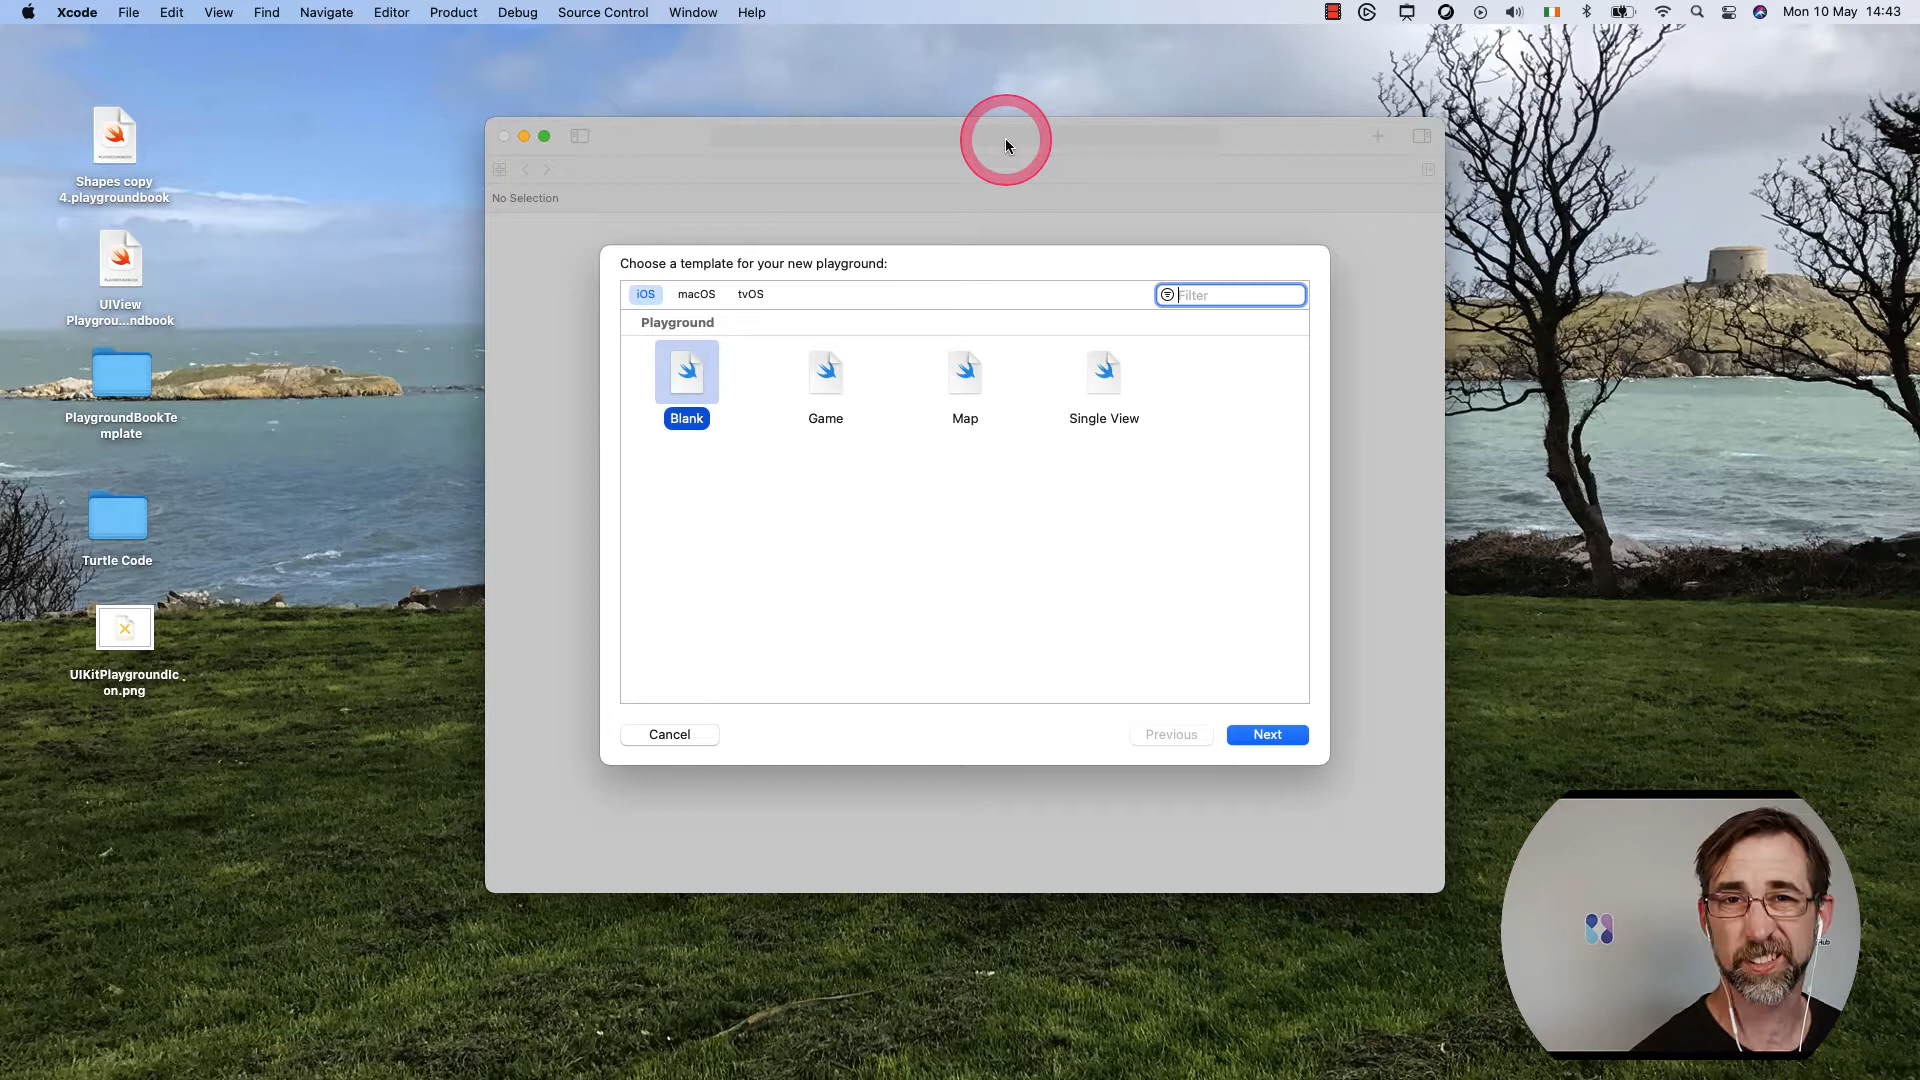 Xcode File Edit View Find Navigate Editor Product Debug Source Control Window Help
Mon 10 May 14:43
Shapes copy
4.playgroundbook
UIView
Playgrou...ndbook
PlaygroundBookTe
mplate
Turtle Code
UIKitPlaygroundIc
on.png
No Selection
Choose a template for your new playground:
iOS macOS tvOS
Filter
Playground
Blank Game Map Single View
Cancel Previous Next